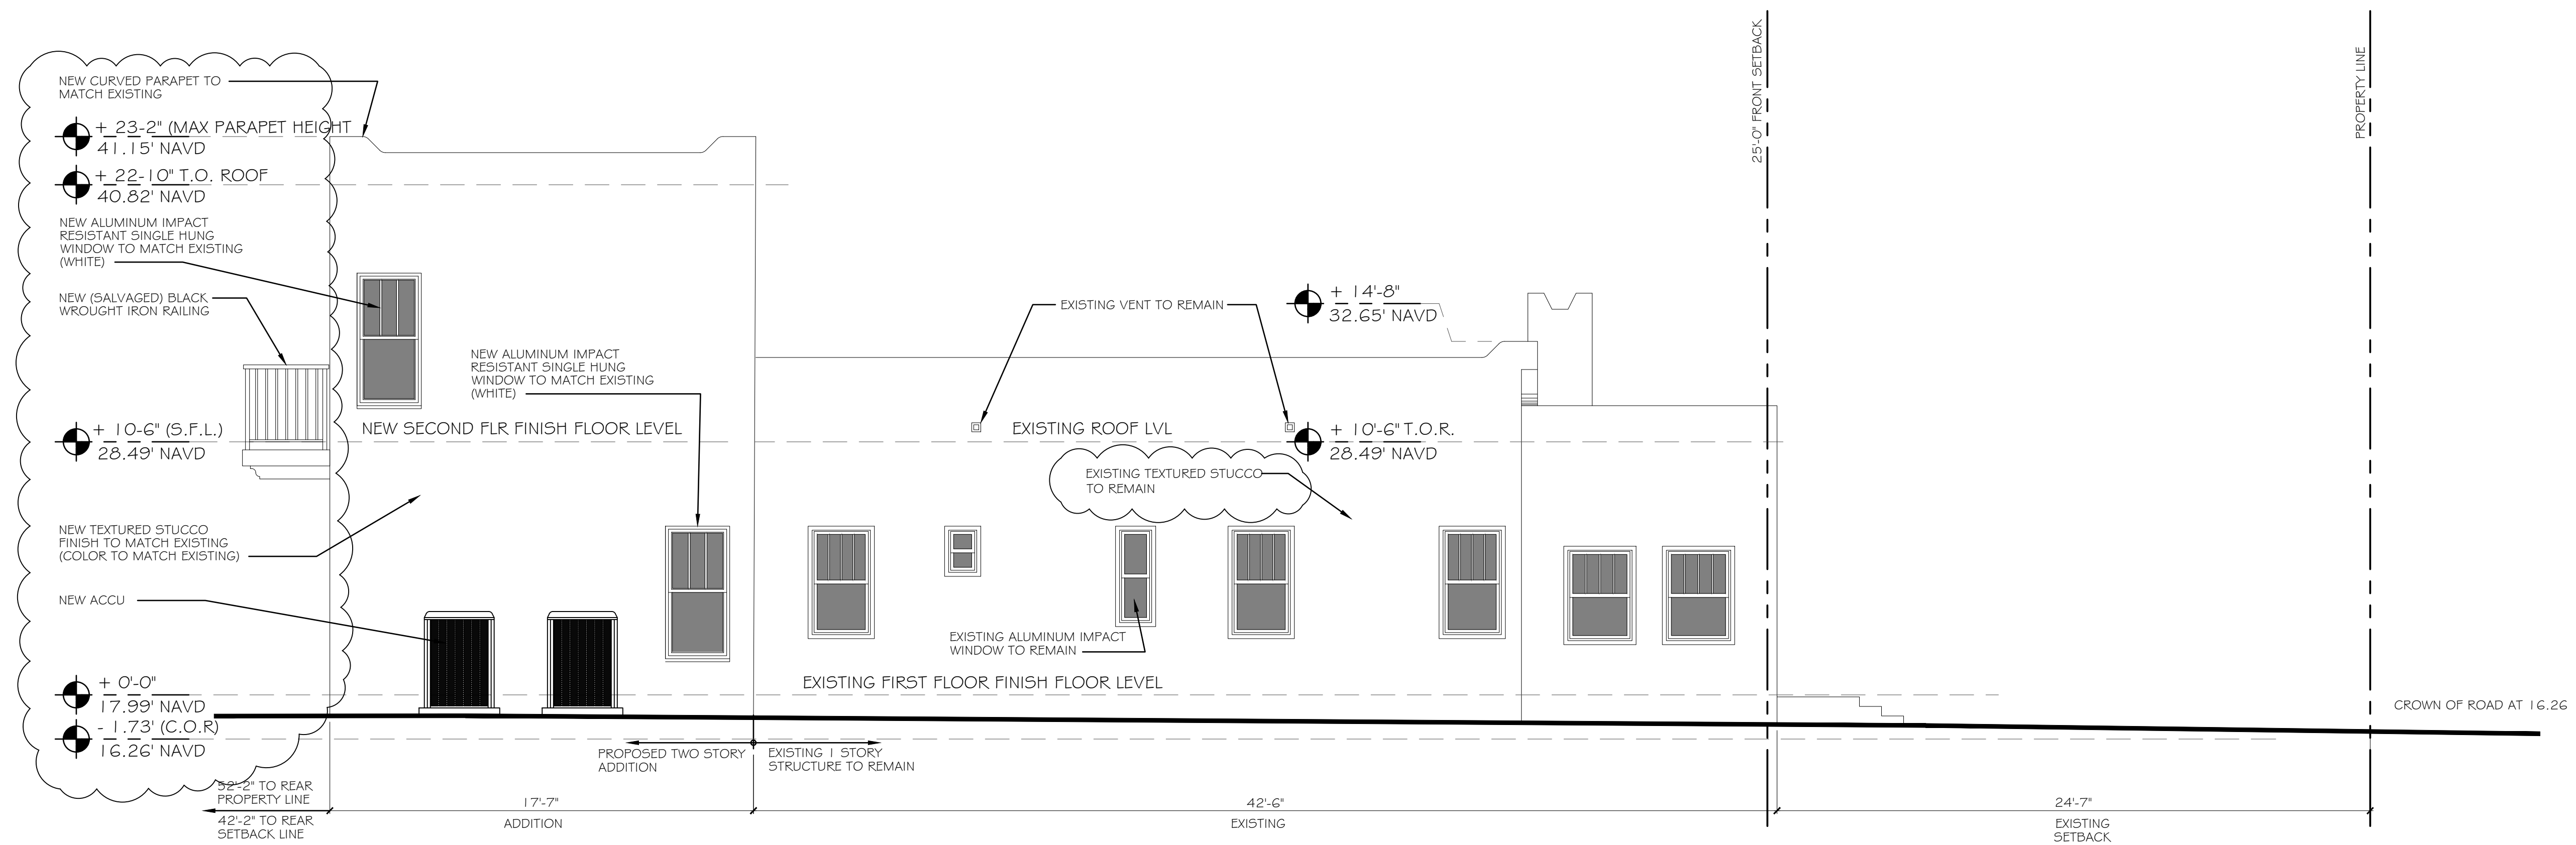 NEW CURVED PARAPET TO
MATCH EXISTING
+ 23-2" (MAX PARAPET HEIGHT
41.15' NAVD
+ 22-10" T.O. ROOF
40.82' NAVD
NEW ALUMINUM IMPACT
RESISTANT SINGLE HUNG
WINDOW TO MATCH EXISTING
(WHITE)
NEW (SALVAGED) BLACK
WROUGHT IRON RAILING
+ 10-6" (S.F.L.)
28.49' NAVD
NEW TEXTURED STUCCO
FINISH TO MATCH EXISTING
(COLOR TO MATCH EXISTING)
NEW ACCU
+ 0'-0"
17.99' NAVD
- 1.73' (C.O.R)
16.26' NAVD
52'-2" TO REAR
PROPERTY LINE
42'-2" TO REAR
SETBACK LINE
NEW ALUMINUM IMPACT
RESISTANT SINGLE HUNG
WINDOW TO MATCH EXISTING
(WHITE)
NEW SECOND FLR FINISH FLOOR LEVEL
EXISTING VENT TO REMAIN
+ 14'-8"
32.65' NAVD
EXISTING ROOF LVL
+ 10'-6" T.O.R.
28.49' NAVD
EXISTING TEXTURED STUCCO
TO REMAIN
EXISTING ALUMINUM IMPACT
WINDOW TO REMAIN
EXISTING FIRST FLOOR FINISH FLOOR LEVEL
PROPOSED TWO STORY
ADDITION
EXISTING 1 STORY
STRUCTURE TO REMAIN
17'-7"
ADDITION
42'-6"
EXISTING
24'-7"
EXISTING
SETBACK
25'-0" FRONT SETBACK
PROPERTY LINE
CROWN OF ROAD AT 16.26